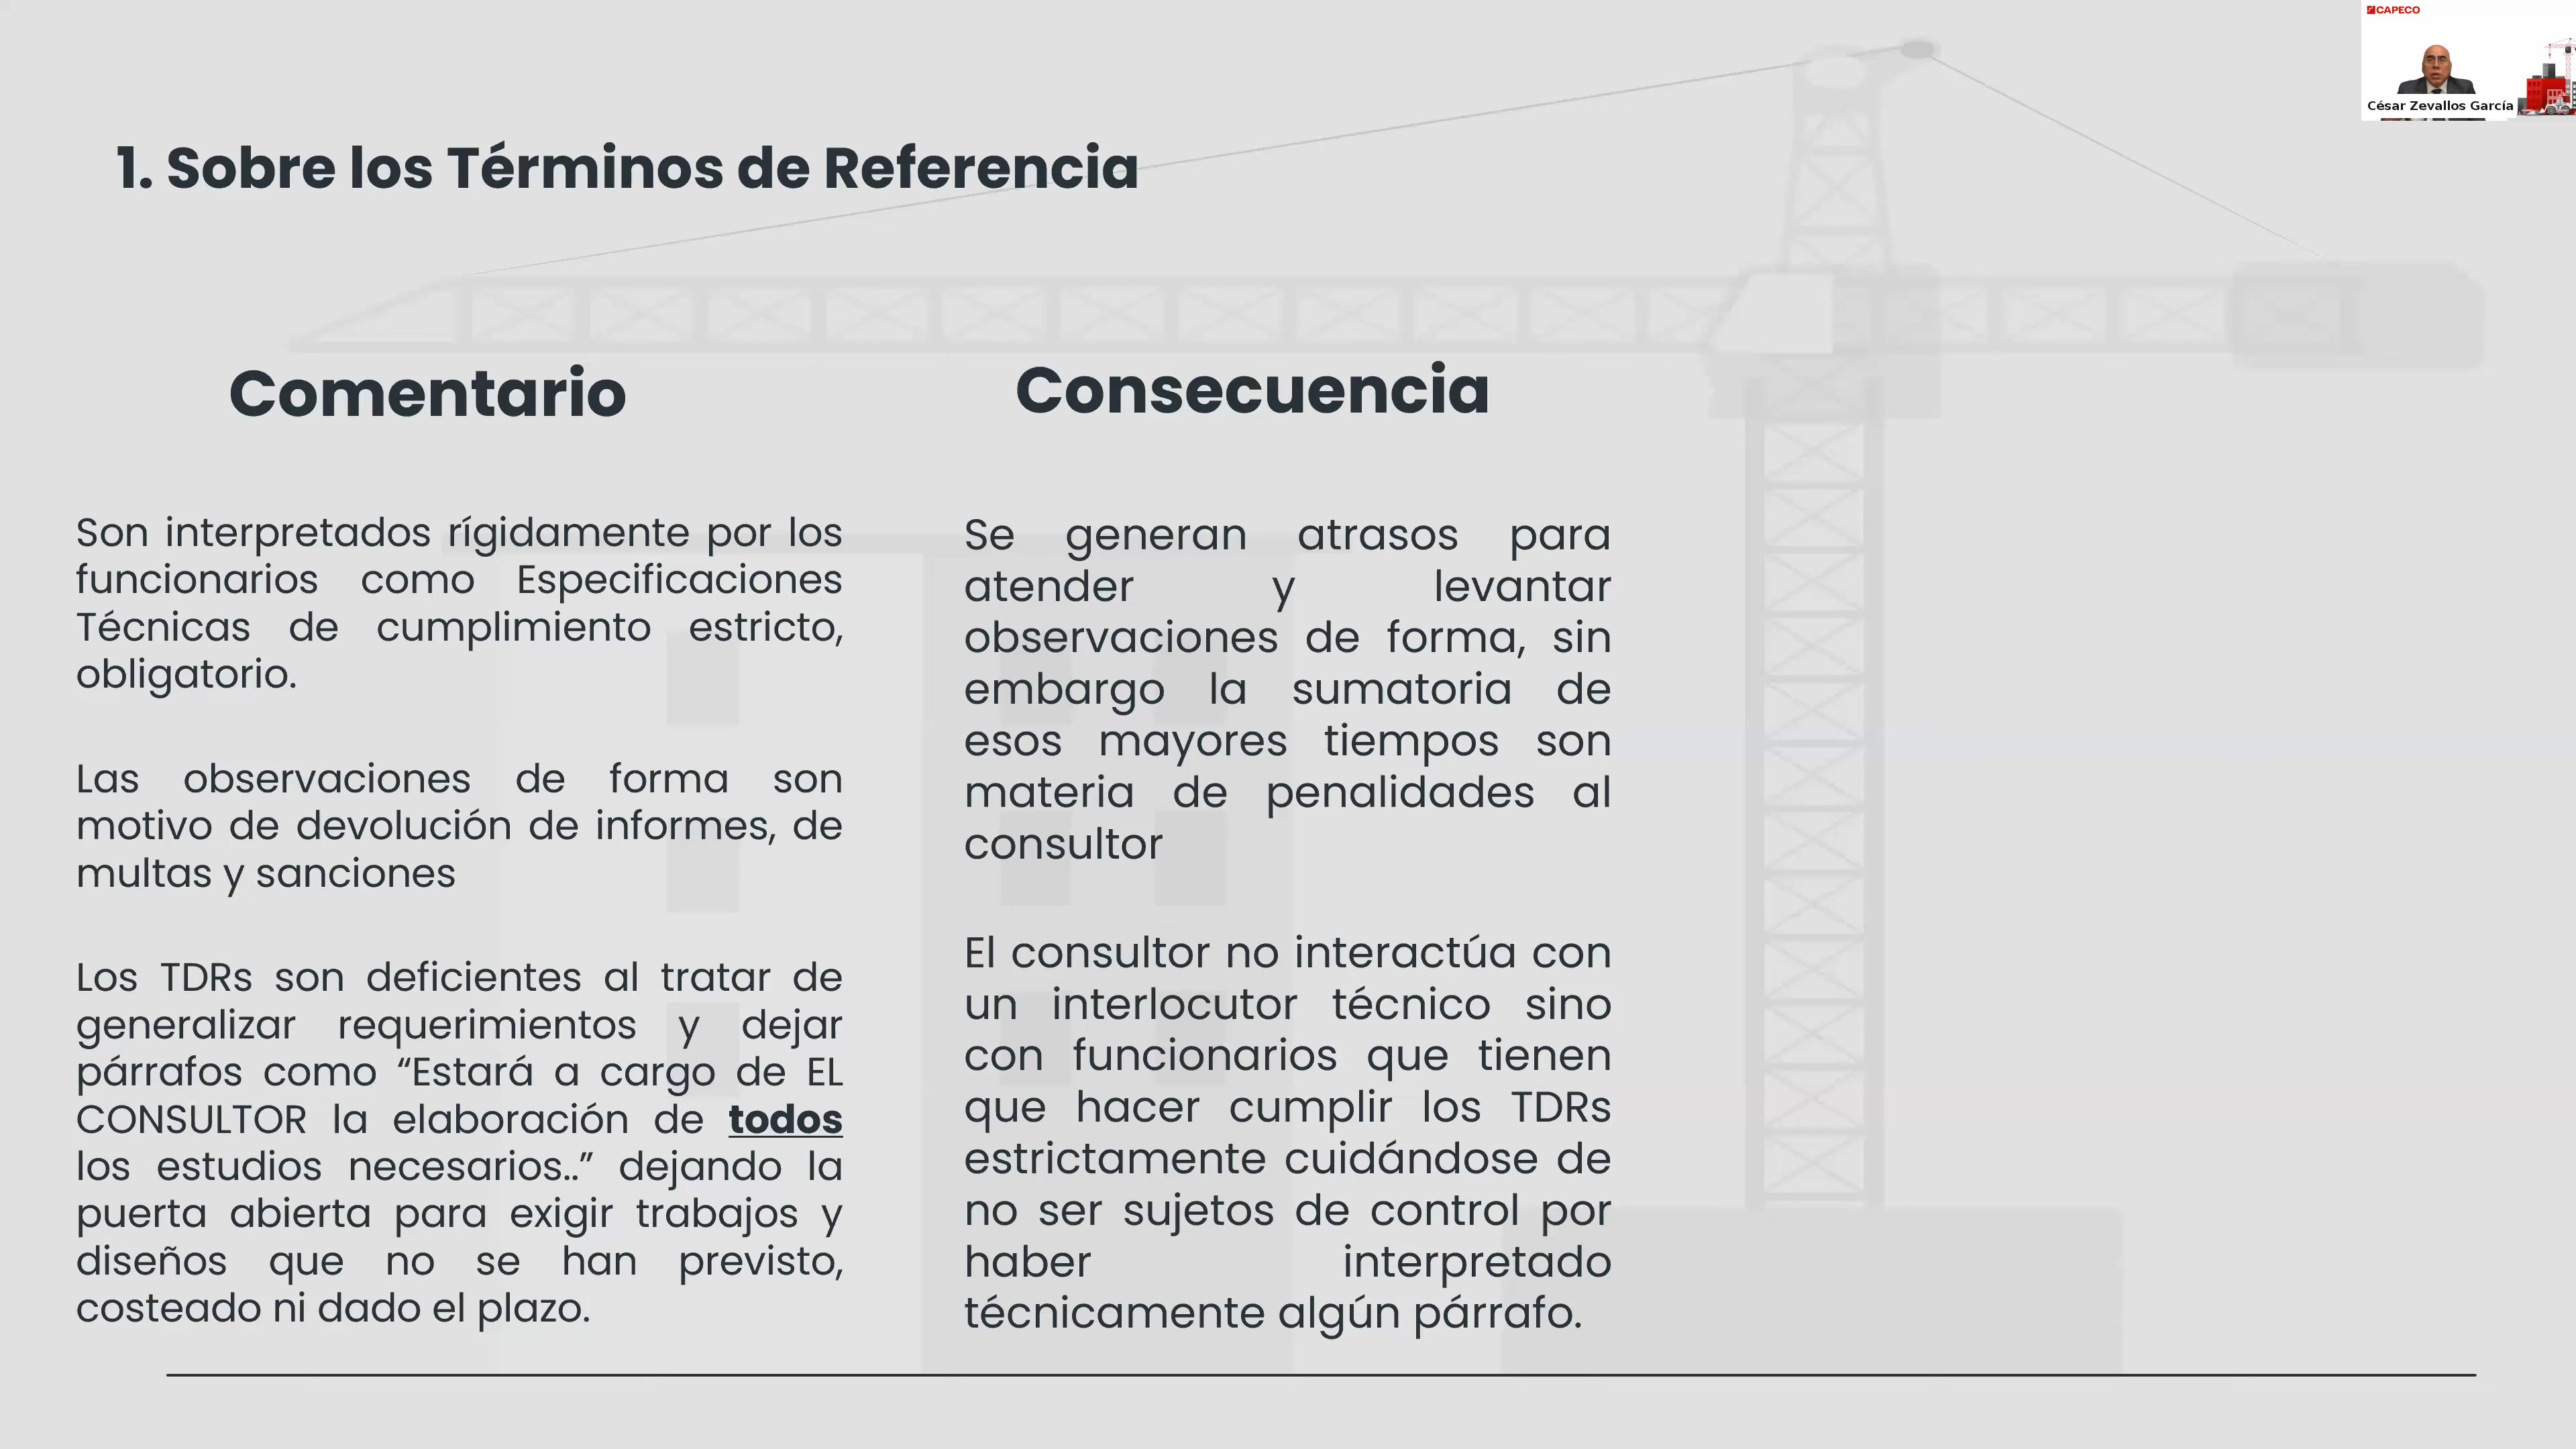 CAPECO
César Zevallos García
1. Sobre los Términos de Referencia
Comentario
Son interpretados rígidamente por los
funcionarios como Especificaciones
Técnicas de cumplimiento estricto,
obligatorio.
Las observaciones de forma son
motivo de devolución de informes, de
multas y sanciones
Los TDRs son deficientes al tratar de
generalizar requerimientos y dejar
párrafos como “Estará a cargo de EL
CONSULTOR la elaboración de todos
los estudios necesarios..” dejando la
puerta abierta para exigir trabajos y
diseños que no se han previsto,
costeado ni dado el plazo.
Consecuencia
Se generan atrasos para
atender y levantar
observaciones de forma, sin
embargo la sumatoria de
esos mayores tiempos son
materia de penalidades al
consultor
El consultor no interactúa con
un interlocutor técnico sino
con funcionarios que tienen
que hacer cumplir los TDRs
estrictamente cuidándose de
no ser sujetos de control por
haber interpretado
técnicamente algún párrafo.